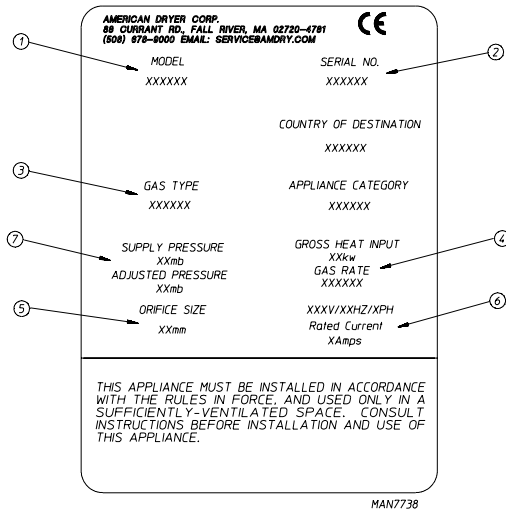 AMERICAN DRYER CORP.
88 CURRANT RD., FALL RIVER, MA 02720-4781
(508) 678-9000 EMAIL: SERVICE@AMDRY.COM
CE
1
MODEL
XXXXXX
2
SERIAL NO.
XXXXXX
COUNTRY OF DESTINATION
XXXXXX
3
GAS TYPE
XXXXXX
APPLIANCE CATEGORY
XXXXXX
7
SUPPLY PRESSURE
XXmb
ADJUSTED PRESSURE
XXmb
4
GROSS HEAT INPUT
XXkw
GAS RATE
XXXXXX
5
ORIFICE SIZE
XXmm
6
XXXV/XXHZ/XPH
Rated Current
XAmps
THIS APPLIANCE MUST BE INSTALLED IN ACCORDANCE
WITH THE RULES IN FORCE, AND USED ONLY IN A
SUFFICIENTLY-VENTILATED SPACE. CONSULT
INSTRUCTIONS BEFORE INSTALLATION AND USE OF
THIS APPLIANCE.
MAN7738